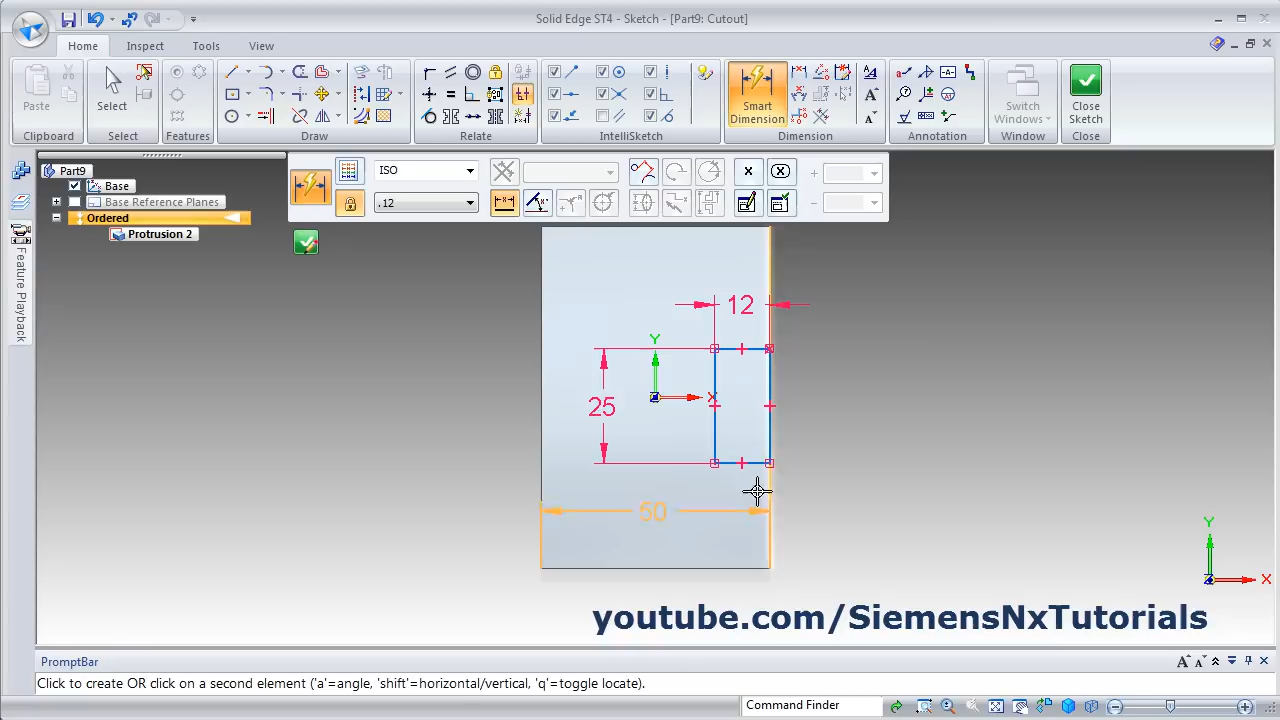 Solid Edge ST4 - Sketch - [Part9: Cutout]
Home Inspect Tools View
Paste
Select
Smart Dimension
Switch Windows
Close Sketch
Clipboard Select Features Draw Relate IntelliSketch Dimension Annotation Window Close
Part9
Base
Base Reference Planes
Ordered
Protrusion 2
Feature Playback
ISO
.12
12
Y
X
25
50
Y
X
youtube.com/SiemensNxTutorials
PromptBar
Click to create OR click on a second element ('a'=angle, 'shift'=horizontal/vertical, 'q'=toggle locate).
Command Finder